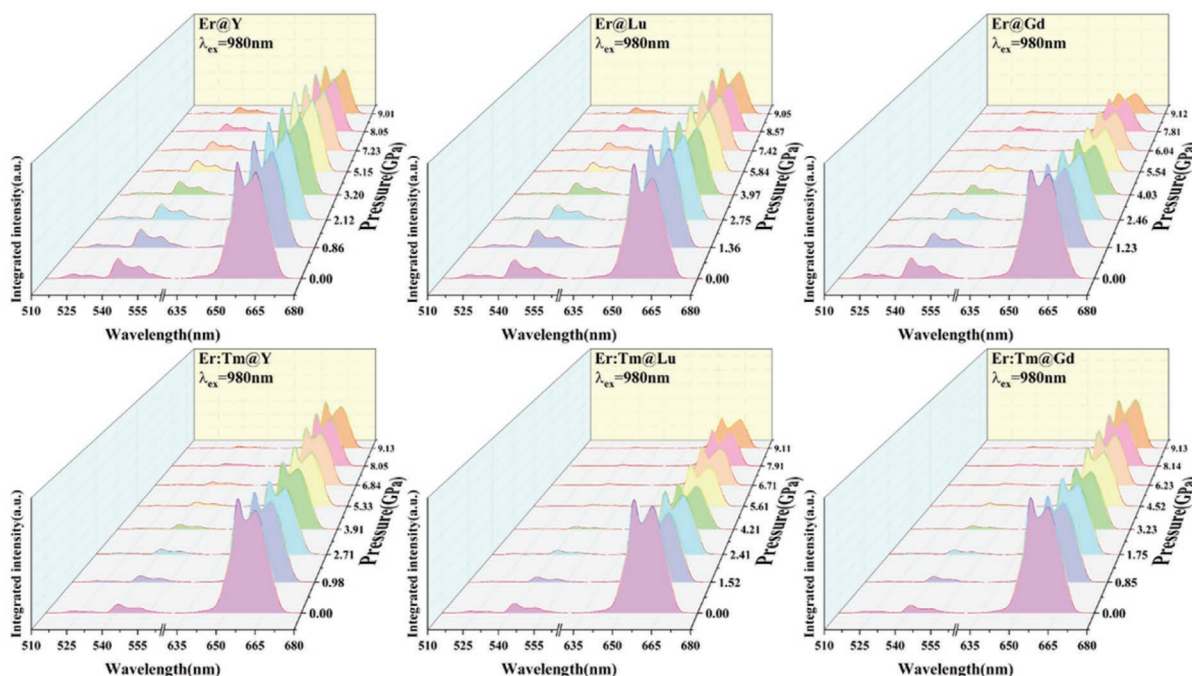 Er@Y
λex=980nm
Integrated intensity(a.u.)
9.01
8.05
7.23
5.15
3.20
2.12
0.86
0.00
Pressure(GPa)
510 525 540 555 635 650 665 680
Wavelength(nm)
Er@Lu
λex=980nm
Integrated intensity(a.u.)
9.05
8.57
7.42
5.84
3.97
2.75
1.36
0.00
Pressure(GPa)
510 525 540 555 635 650 665 680
Wavelength(nm)
Er@Gd
λex=980nm
Integrated intensity(a.u.)
9.12
7.81
6.04
5.54
4.03
2.46
1.23
0.00
Pressure(GPa)
510 525 540 555 635 650 665 680
Wavelength(nm)
Er:Tm@Y
λex=980nm
Integrated intensity(a.u.)
9.13
8.05
6.84
5.33
3.91
2.71
0.98
0.00
Pressure(GPa)
510 525 540 555 635 650 665 680
Wavelength(nm)
Er:Tm@Lu
λex=980nm
Integrated intensity(a.u.)
9.11
7.91
6.71
5.61
4.21
2.41
1.52
0.00
Pressure(GPa)
510 525 540 555 635 650 665 680
Wavelength(nm)
Er:Tm@Gd
λex=980nm
Integrated intensity(a.u.)
9.13
8.14
6.23
4.52
3.23
1.75
0.85
0.00
Pressure(GPa)
510 525 540 555 635 650 665 680
Wavelength(nm)